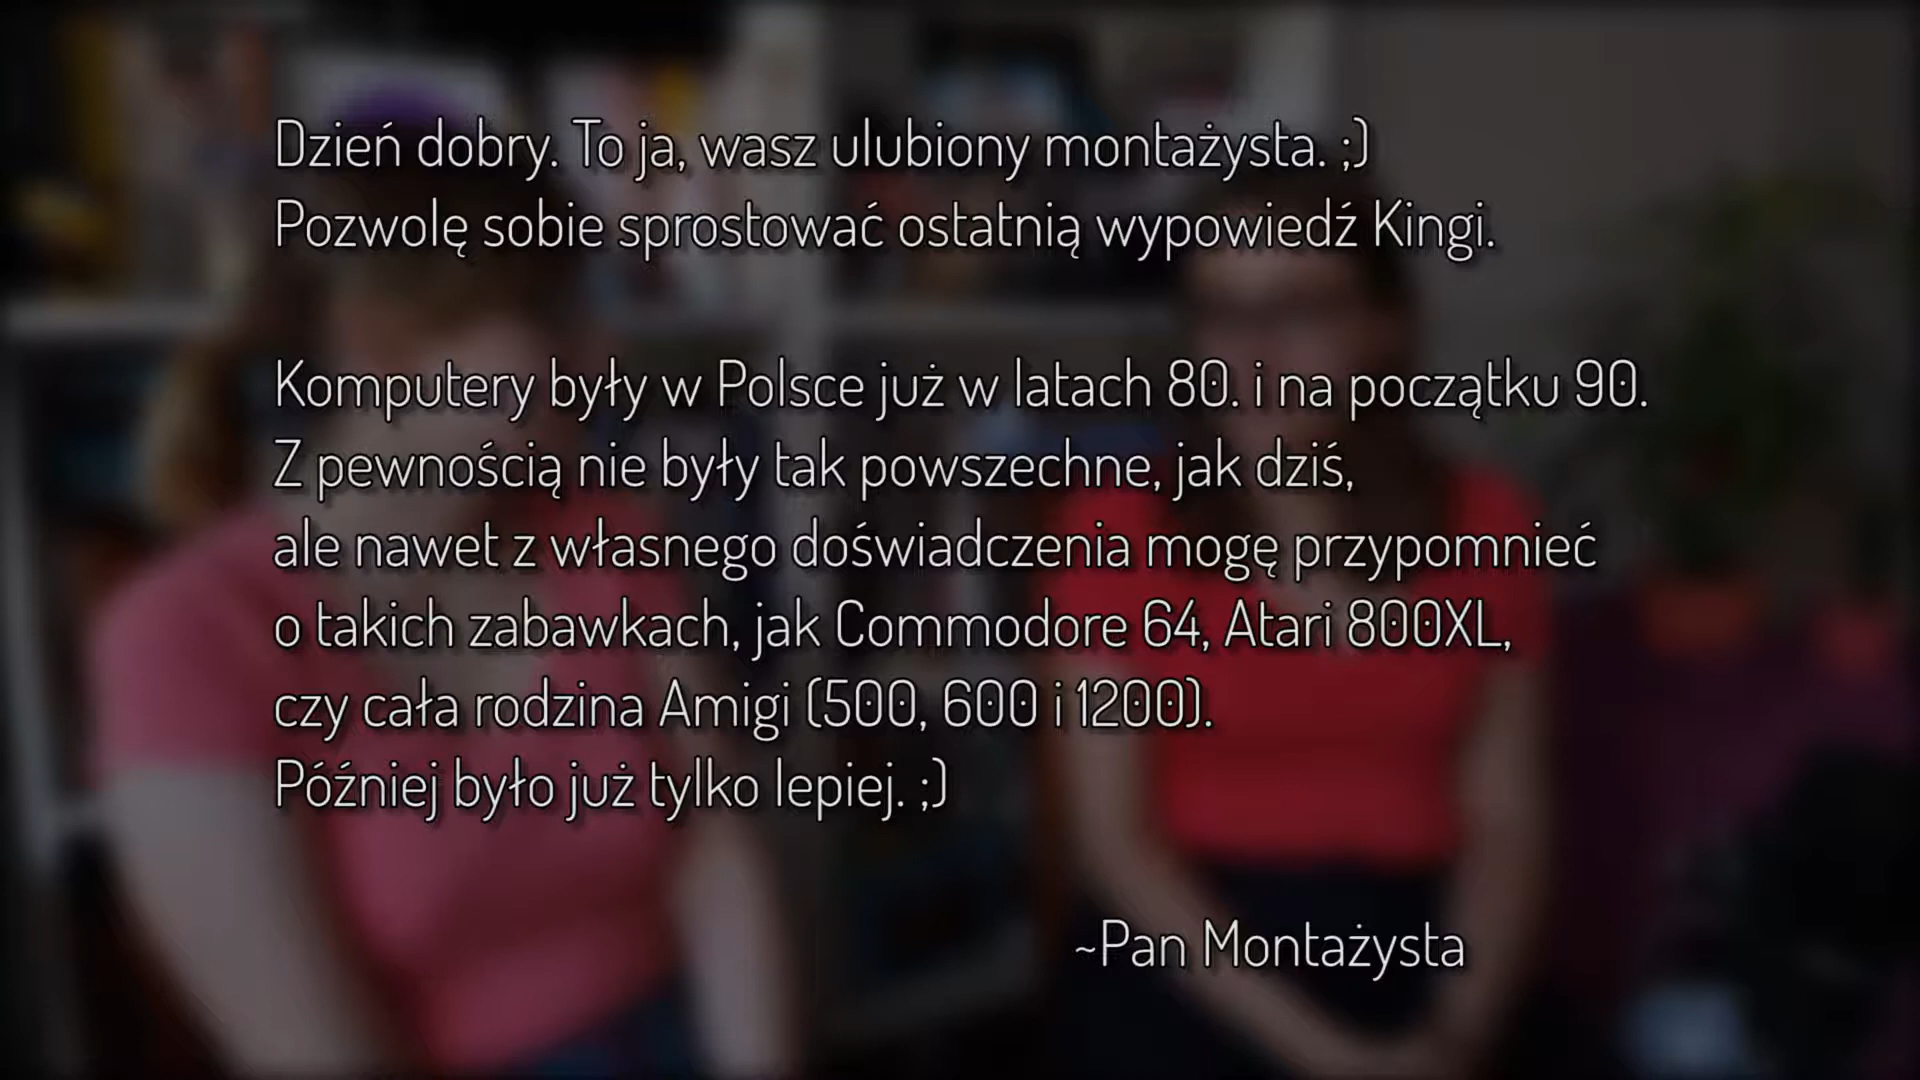 Dzień dobry. To ja, wasz ulubiony montażysta. ;)
Pozwolę sobie sprostować ostatnią wypowiedź Kingi.
Komputery były w Polsce już w latach 80. i na początku 90.
Z pewnością nie były tak powszechne, jak dziś,
ale nawet z własnego doświadczenia mogę przypomnieć
o takich zabawkach, jak Commodore 64, Atari 800XL,
czy cała rodzina Amigi (500, 600 i 1200).
Później było już tylko lepiej. ;)
~Pan Montażysta